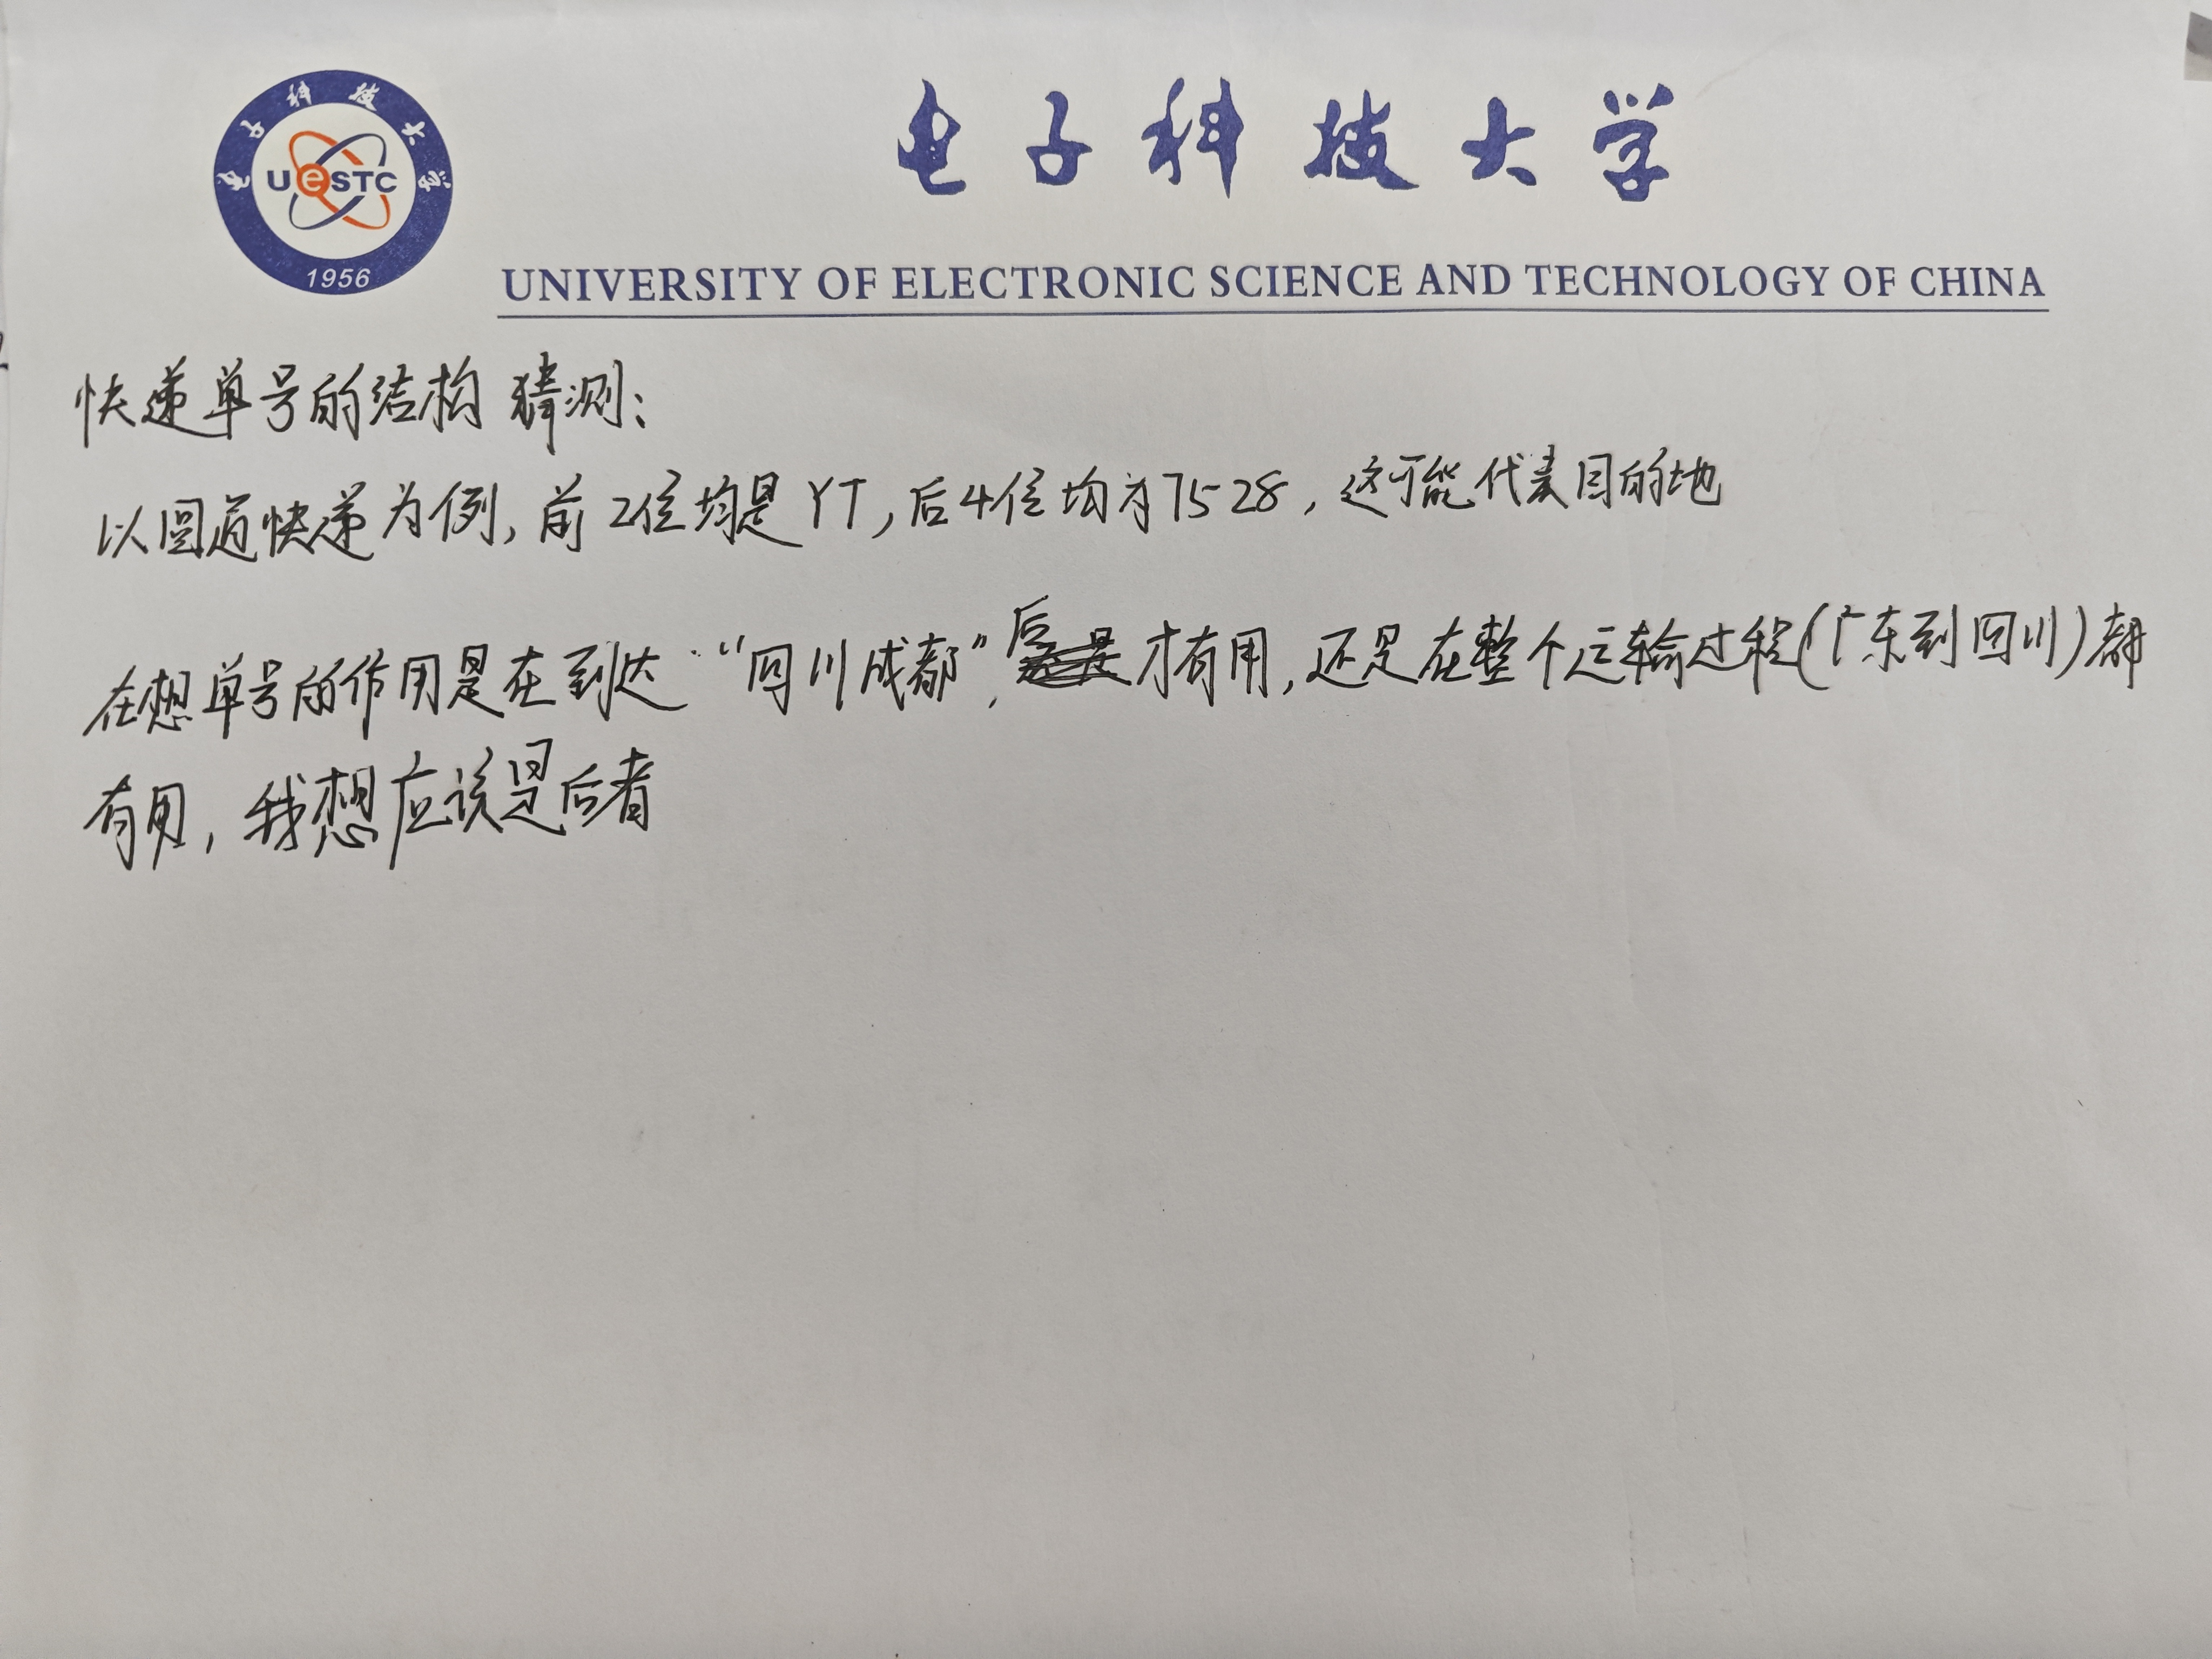 电子科技大学
UeSTC
1956
电子科技大学
UNIVERSITY OF ELECTRONIC SCIENCE AND TECHNOLOGY OF CHINA
快递单号的结构 猜测:
以圆通快递为例, 前2位均是YT, 后4位均为7528, 这可能代表目的地
在想单号的作用是在到达 “四川成都”, 后才有用, 还是在整个运输过程(广东到四川)都
有用, 我想应该是后者